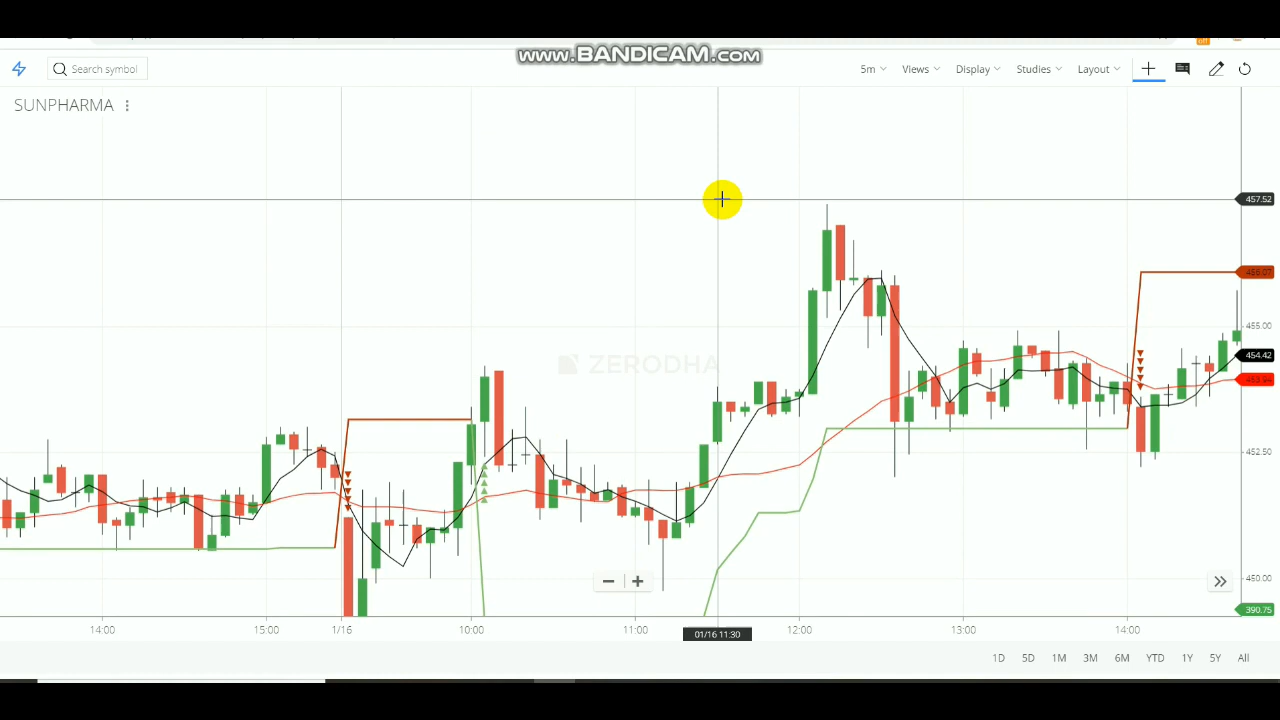 www.BANDICAM.com
Search symbol
5m
Views
Display
Studies
Layout
SUNPHARMA
457.52
455.00
454.42
452.50
450.00
390.75
ZERODHA
14:00
15:00
1/16
10:00
11:00
01/16 11:30
12:00
13:00
14:00
1D
5D
1M
3M
6M
YTD
1Y
5Y
All